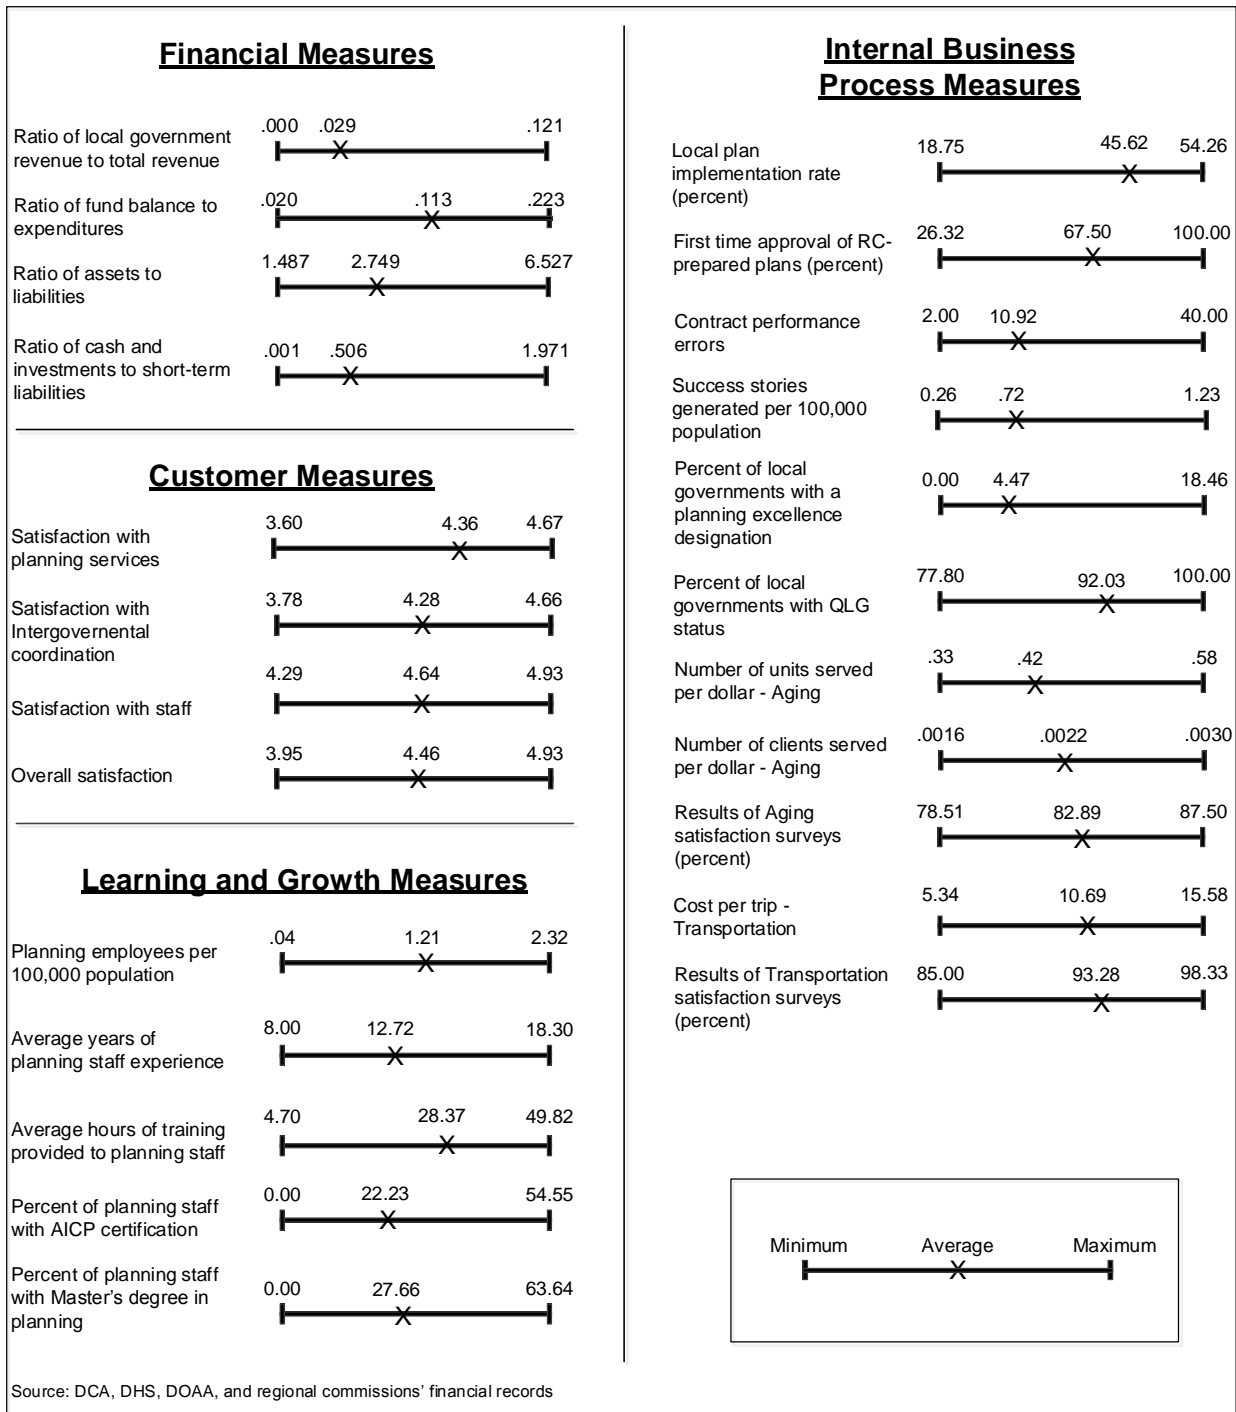 Financial Measures
Ratio of local government
revenue to total revenue
.000 .029 .121
Ratio of fund balance to
expenditures
.020 .113 .223
Ratio of assets to
liabilities
1.487 2.749 6.527
Ratio of cash and
investments to short-term
liabilities
.001 .506 1.971
Customer Measures
Satisfaction with
planning services
3.60 4.36 4.67
Satisfaction with
Intergovernental
coordination
3.78 4.28 4.66
Satisfaction with staff
4.29 4.64 4.93
Overall satisfaction
3.95 4.46 4.93
Learning and Growth Measures
Planning employees per
100,000 population
.04 1.21 2.32
Average years of
planning staff experience
8.00 12.72 18.30
Average hours of training
provided to planning staff
4.70 28.37 49.82
Percent of planning staff
with AICP certification
0.00 22.23 54.55
Percent of planning staff
with Master's degree in
planning
0.00 27.66 63.64
Internal Business
Process Measures
Local plan
implementation rate
(percent)
18.75 45.62 54.26
First time approval of RC-
prepared plans (percent)
26.32 67.50 100.00
Contract performance
errors
2.00 10.92 40.00
Success stories
generated per 100,000
population
0.26 .72 1.23
Percent of local
governments with a
planning excellence
designation
0.00 4.47 18.46
Percent of local
governments with QLG
status
77.80 92.03 100.00
Number of units served
per dollar - Aging
.33 .42 .58
Number of clients served
per dollar - Aging
.0016 .0022 .0030
Results of Aging
satisfaction surveys
(percent)
78.51 82.89 87.50
Cost per trip -
Transportation
5.34 10.69 15.58
Results of Transportation
satisfaction surveys
(percent)
85.00 93.28 98.33
Minimum Average Maximum
Source: DCA, DHS, DOAA, and regional commissions' financial records